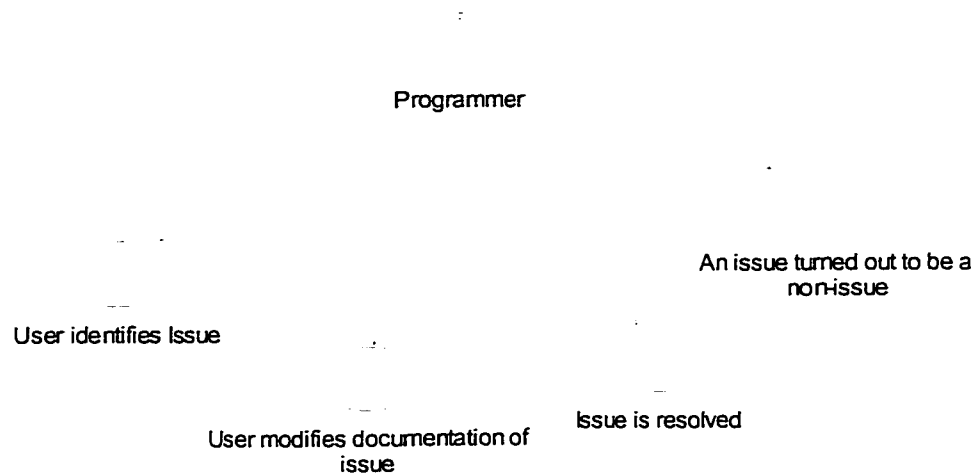 Programmer
An issue turned out to be a
non-issue
User identifies Issue
Issue is resolved
User modifies documentation of
issue